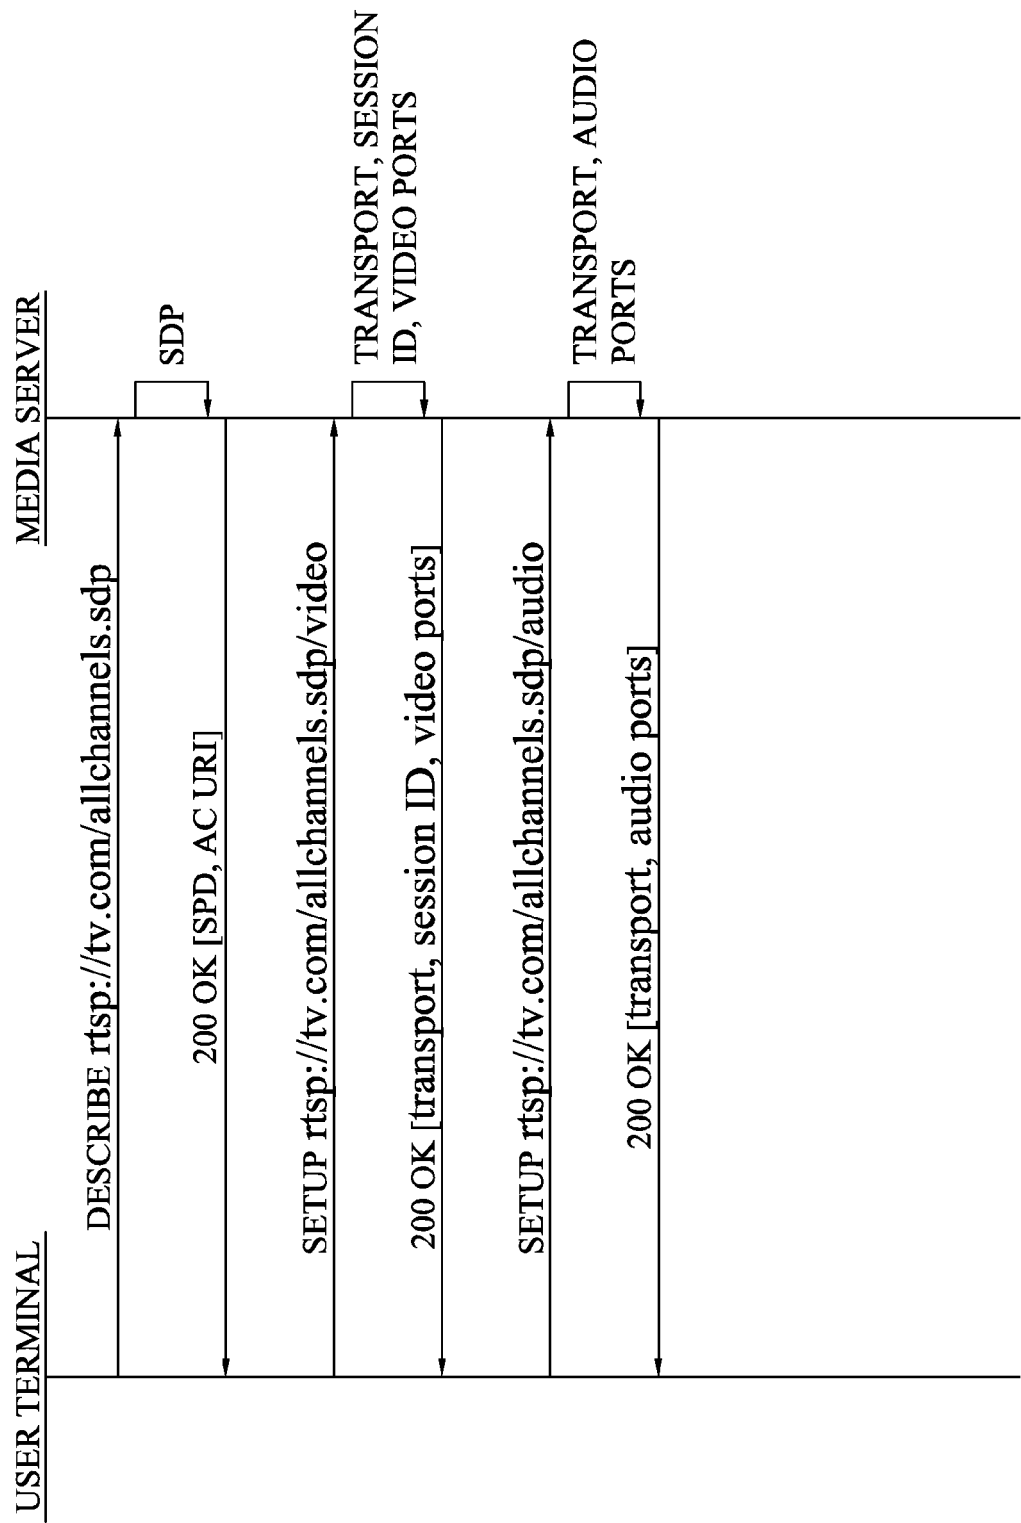 USER TERMINAL
MEDIA SERVER
DESCRIBE rtsp://tv.com/allchannels.sdp
SDP
200 OK [SPD, AC URI]
SETUP rtsp://tv.com/allchannels.sdp/video
TRANSPORT, SESSION
ID, VIDEO PORTS
200 OK [transport, session ID, video ports]
SETUP rtsp://tv.com/allchannels.sdp/audio
TRANSPORT, AUDIO
PORTS
200 OK [transport, audio ports]